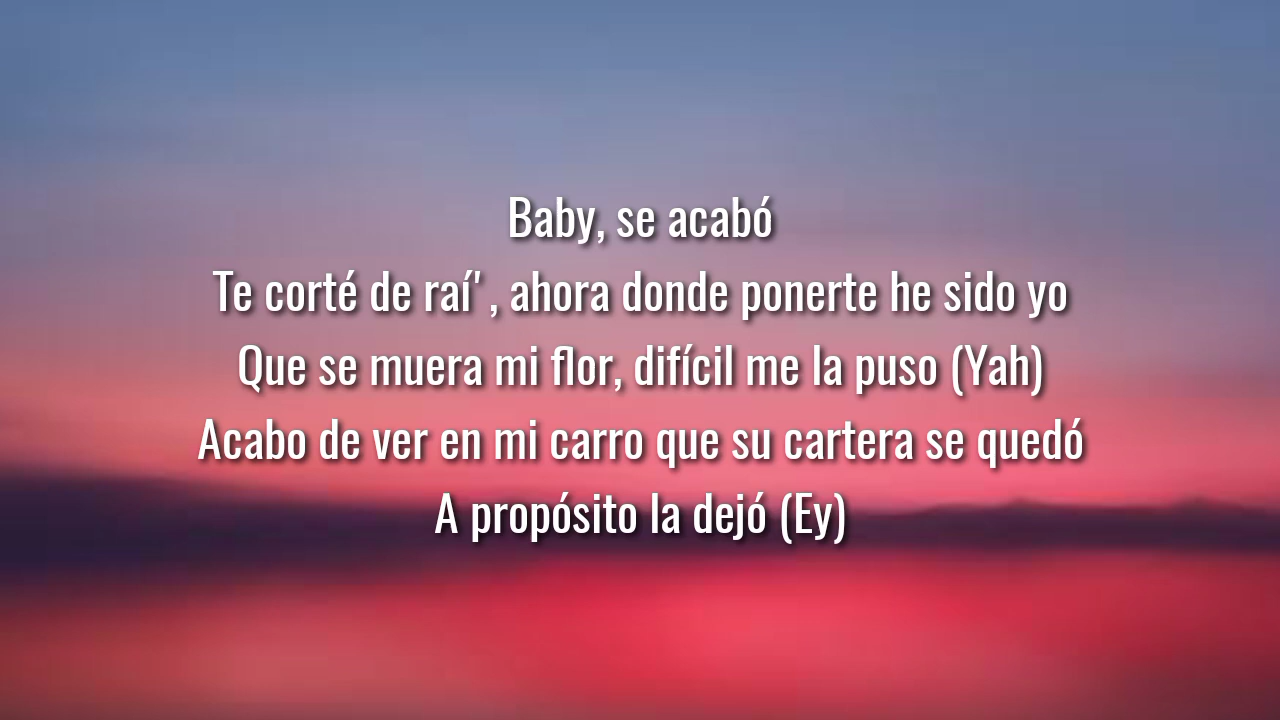 Baby, se acabó
Te corté de raí', ahora donde ponerte he sido yo
Que se muera mi flor, difícil me la puso (Yah)
Acabo de ver en mi carro que su cartera se quedó
A propósito la dejó (Ey)